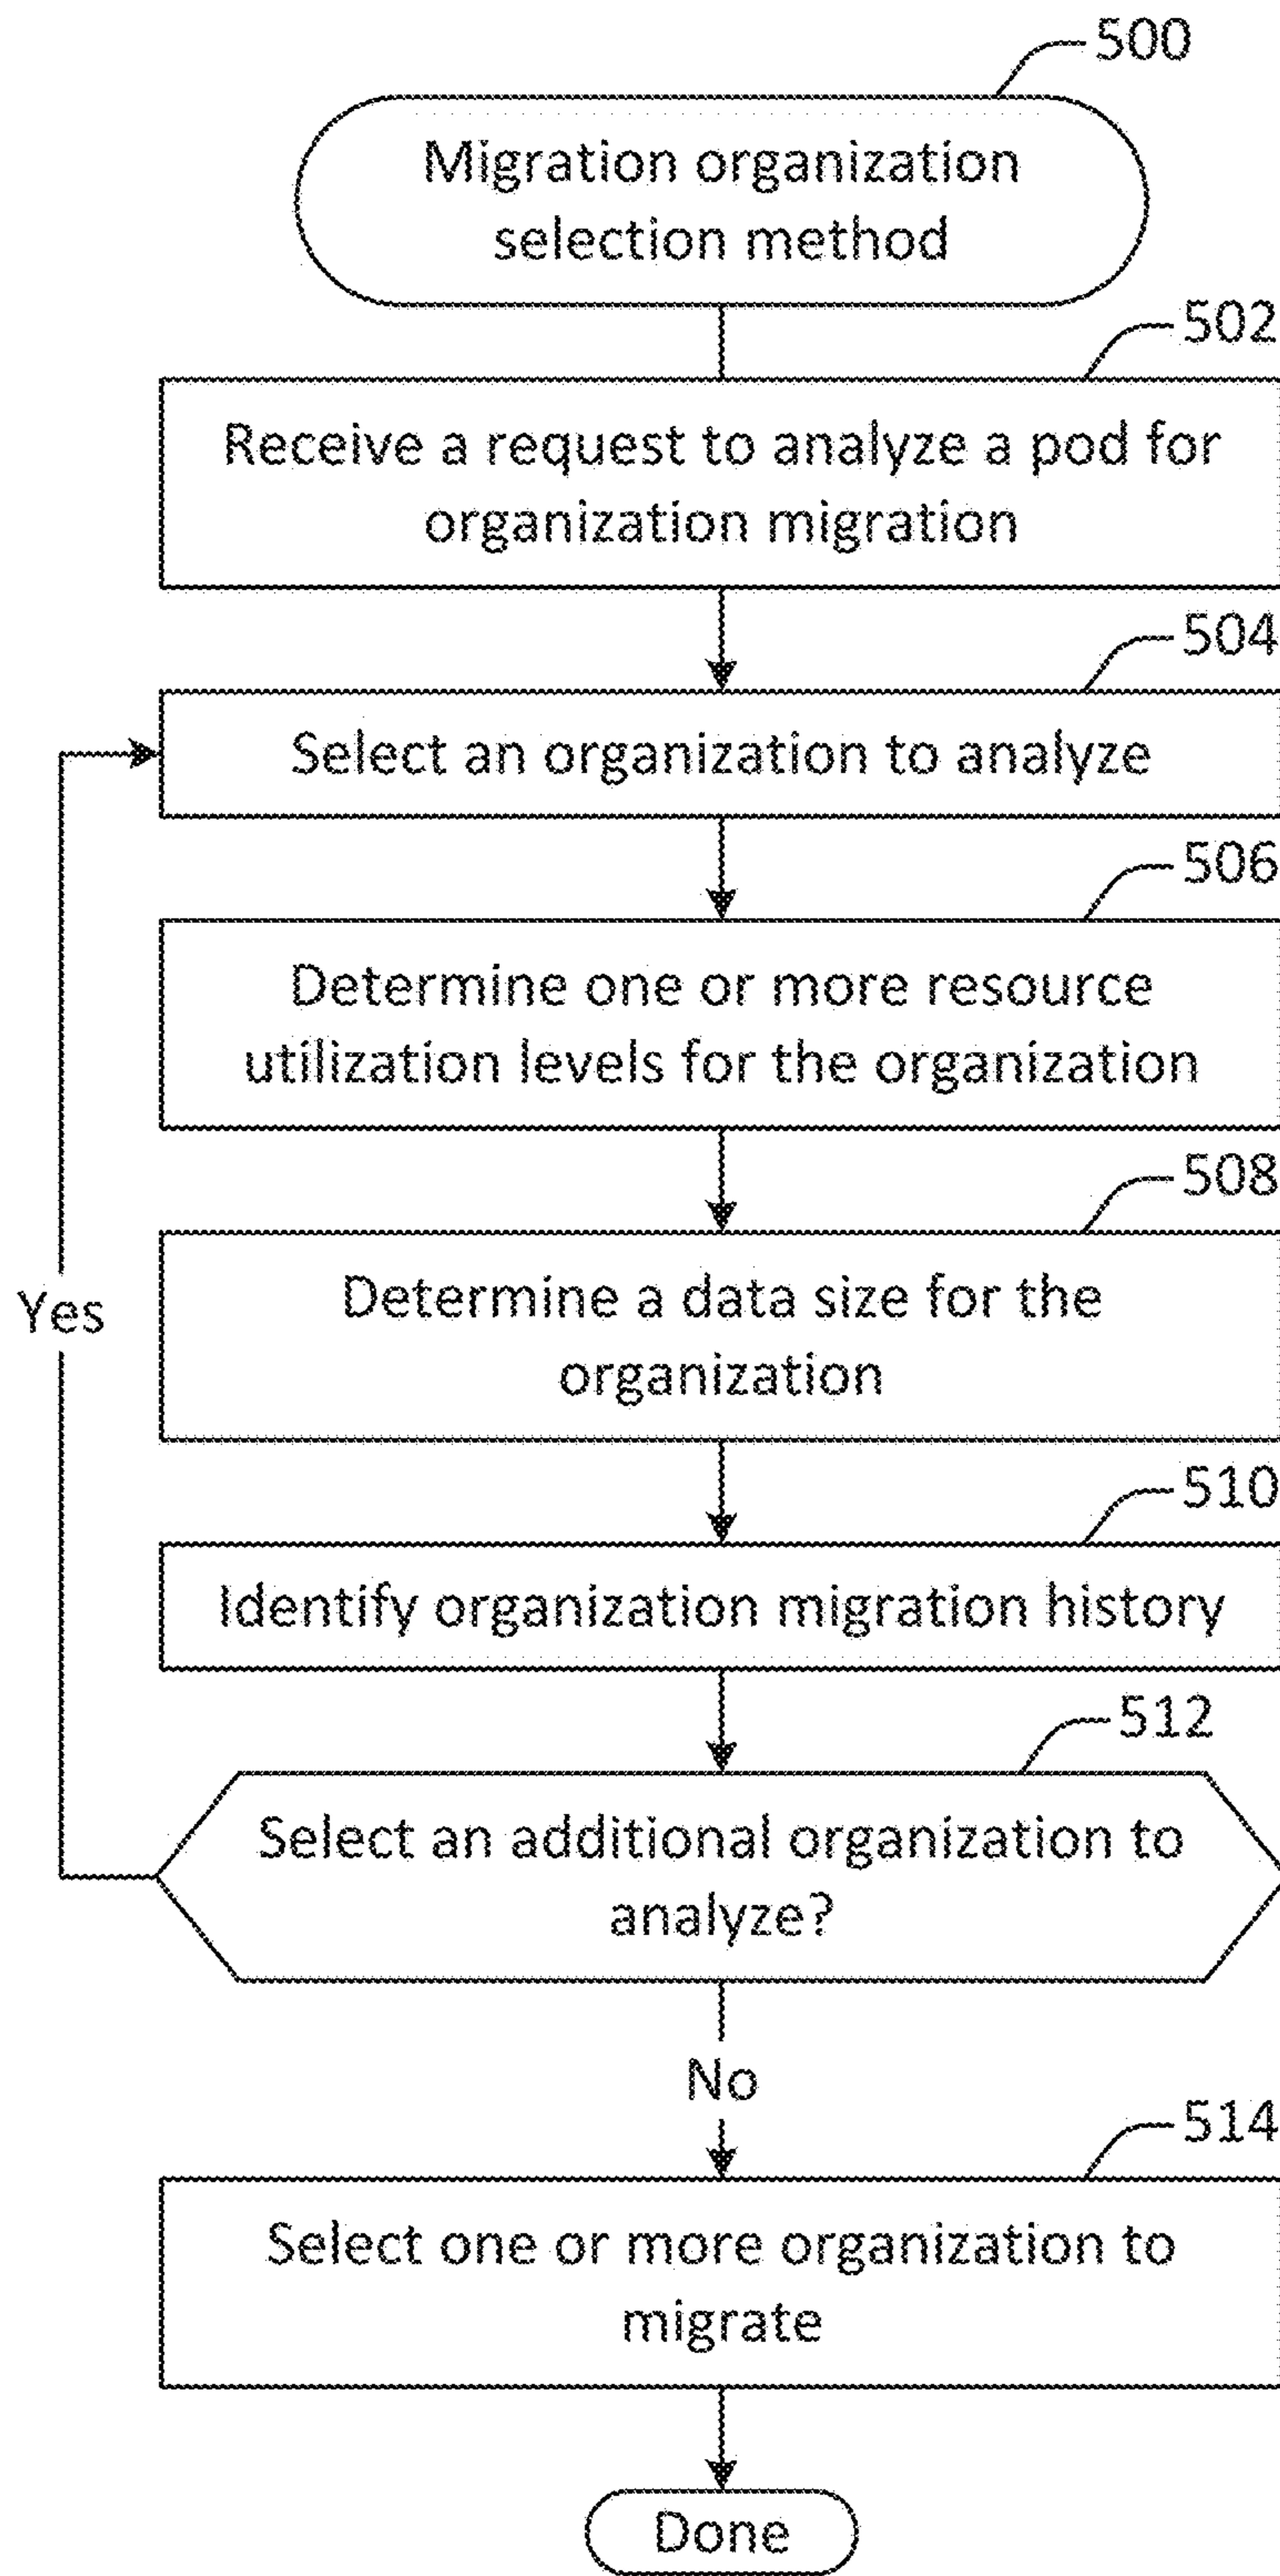 500
Migration organization
selection method
502
Receive a request to analyze a pod for
organization migration
504
Select an organization to analyze
506
Determine one or more resource
utilization levels for the organization
508
Determine a data size for the
organization
510
Identify organization migration history
512
Select an additional organization to
analyze?
Yes
No
514
Select one or more organization to
migrate
Done